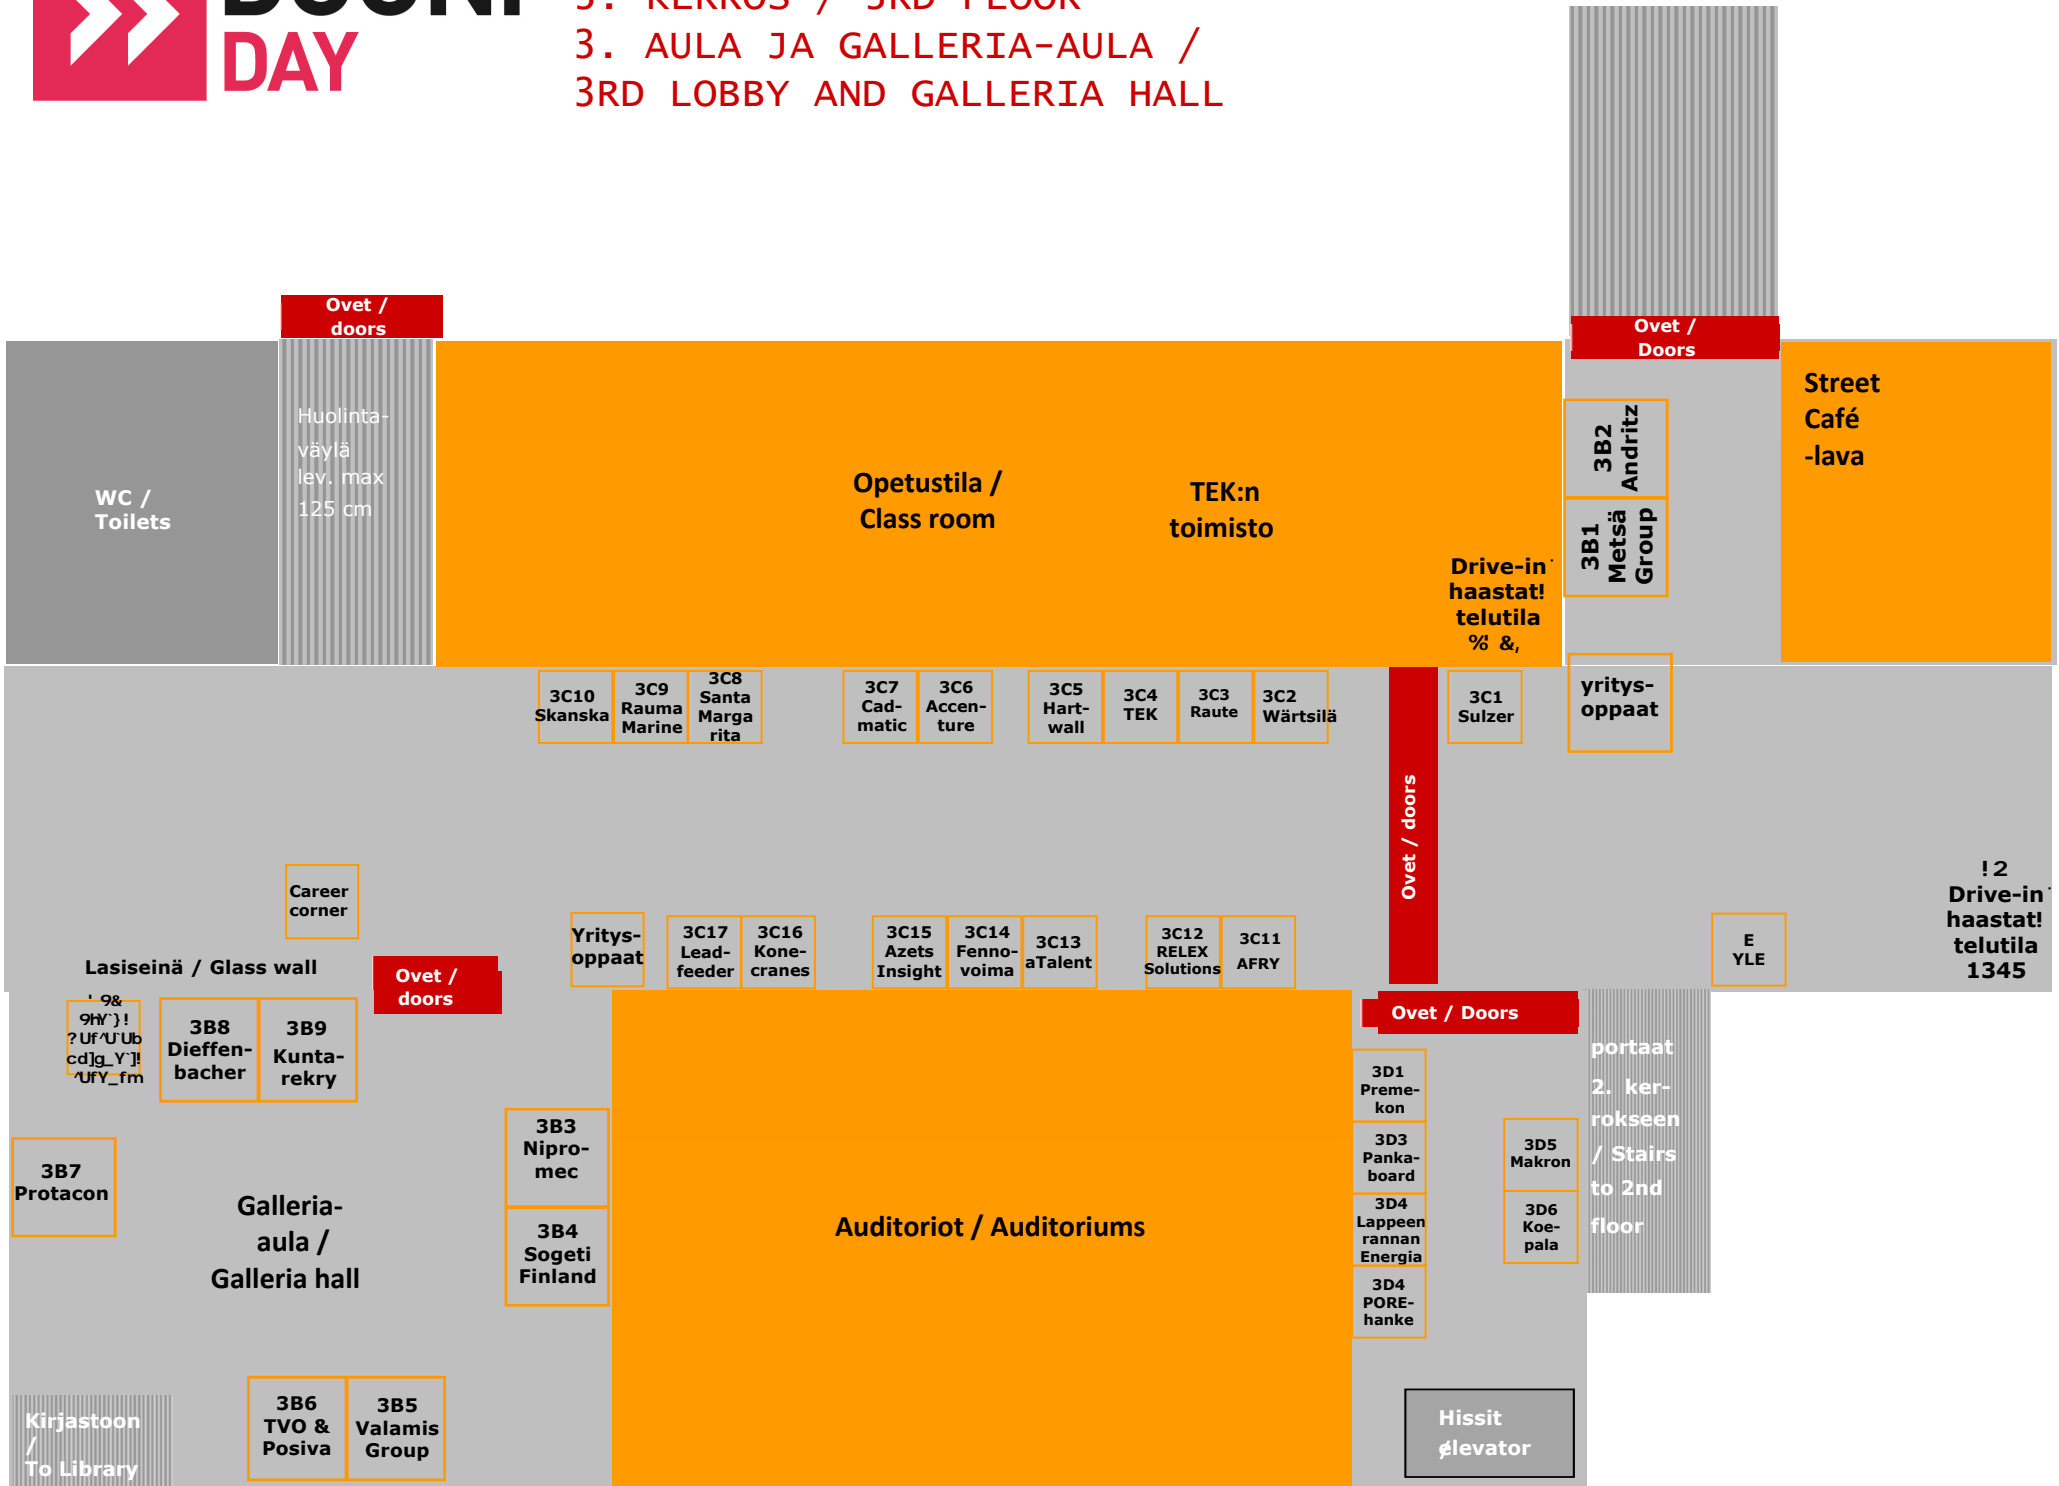 DAY
3. KERROS / 3RD FLOOR
3. AULA JA GALLERIA-AULA /
3RD LOBBY AND GALLERIA HALL
Ovet /
doors
Ovet /
Doors
WC /
Toilets
Huolinta-
väylä
lev. max
125 cm
Opetustila /
Class room
TEK:n
toimisto
Drive-in
haastat!
telutila
%' &,
3B2
Andritz
3B1
Metsä
Group
Street
Café
-lava
3C10
Skanska
3C9
Rauma
Marine
3C8
Santa
Marga
rita
3C7
Cad-
matic
3C6
Accen-
ture
3C5
Hart-
wall
3C4
TEK
3C3
Raute
3C2
Wärtsilä
3C1
Sulzer
yritys-
oppaat
Ovet / doors
Career
corner
Lasiseinä / Glass wall
Ovet /
doors
Yritys-
oppaat
3C17
Lead-
feeder
3C16
Kone-
cranes
3C15
Azets
Insight
3C14
Fenno-
voima
3C13
aTalent
3C12
RELEX
Solutions
3C11
AFRY
E
YLE
!2
Drive-in
haastat!
telutila
1345
3B8
Dieffen-
bacher
3B9
Kunta-
rekry
Ovet / Doors
3B7
Protacon
Galleria-
aula /
Galleria hall
3B3
Nipro-
mec
3B4
Sogeti
Finland
Auditoriot / Auditoriums
3D1
Preme-
kon
3D3
Panka-
board
3D4
Lappeen
rannan
Energia
3D4
PORE-
hanke
3D5
Makron
3D6
Koe-
pala
portaat
2. ker-
rokseen
/ Stairs
to 2nd
floor
Kirjastoon
/
To Library
3B6
TVO &
Posiva
3B5
Valamis
Group
Hissit
/
elevator